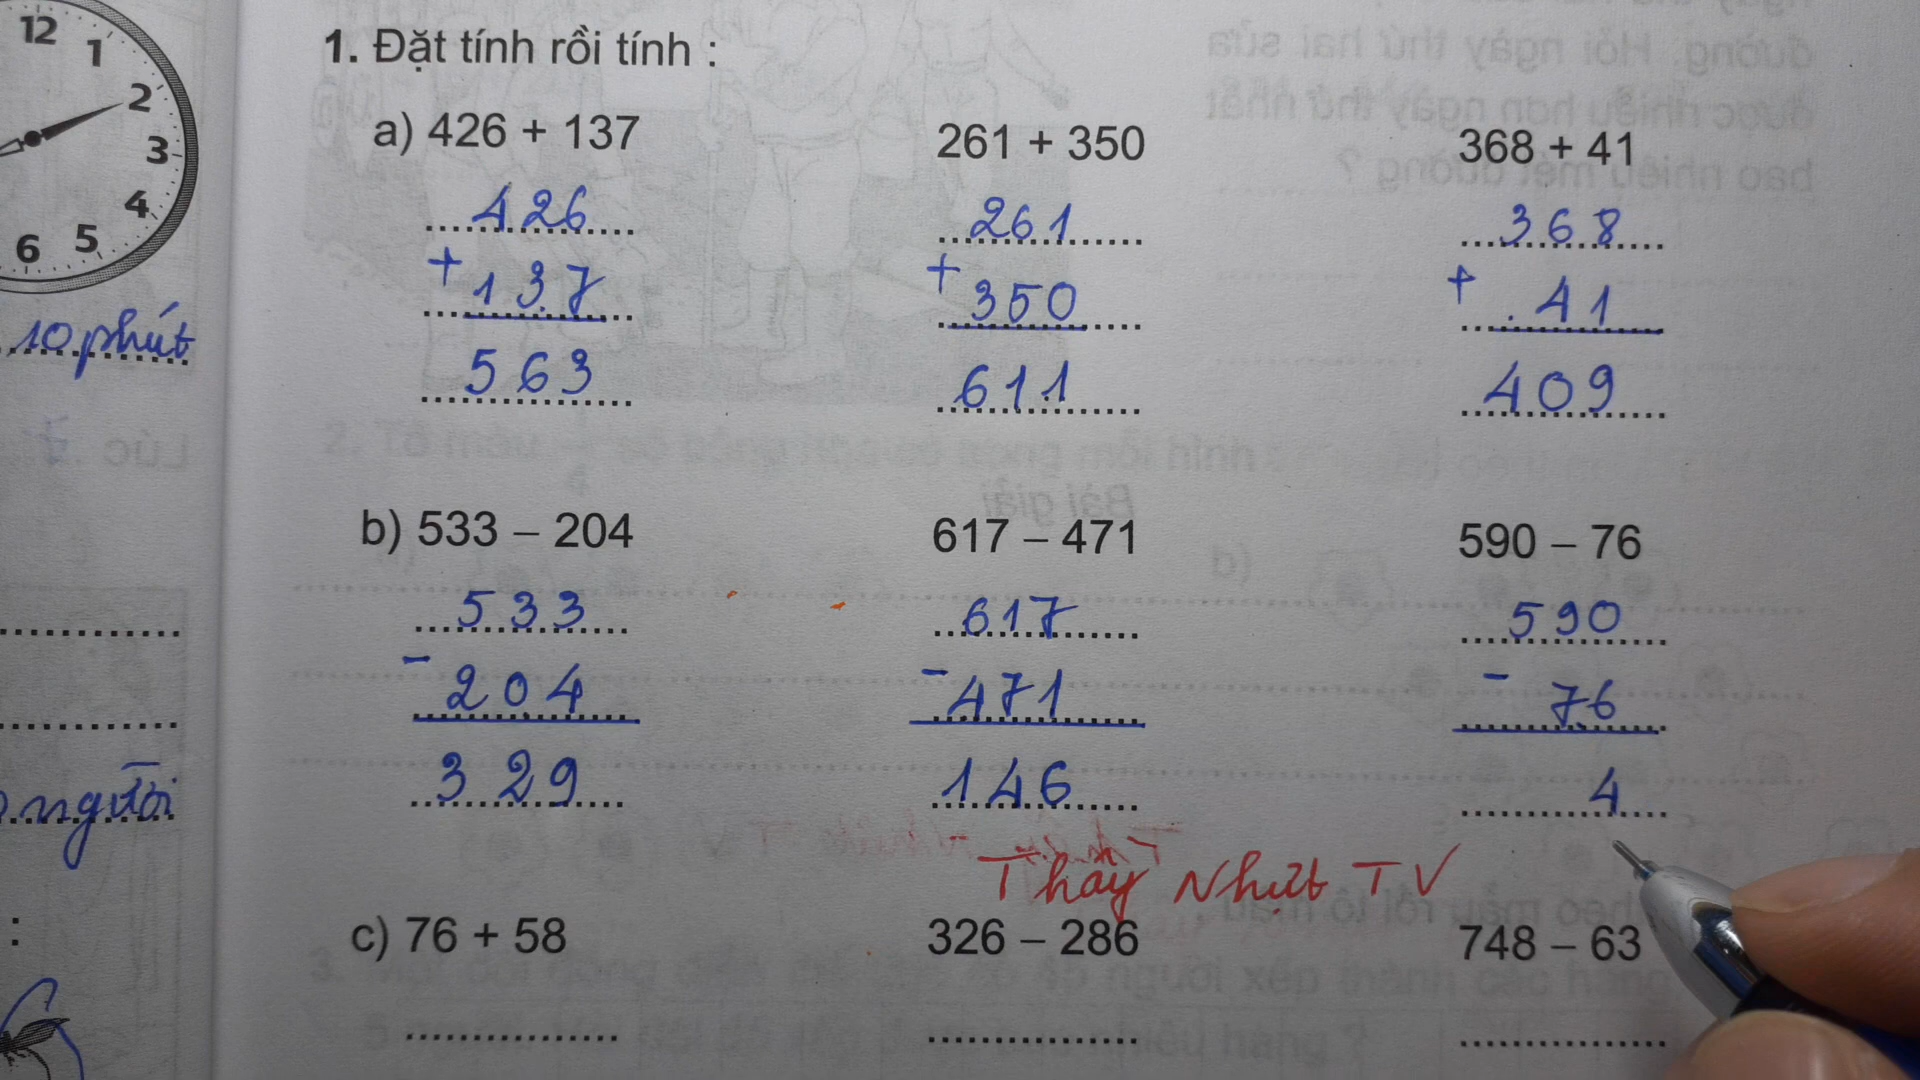 12
1
2
3
4
5
6
10 phút
người
:
1. Đặt tính rồi tính :
a) 426 + 137 261 + 350 368 + 41
426 261 368
+ + +
137 350 41
563 611 409
b) 533 – 204 617 – 471 590 – 76
533 617 590
- - -
204 471 76
329 146 4
Thầy Nhựt TV
c) 76 + 58 326 – 286 748 – 63